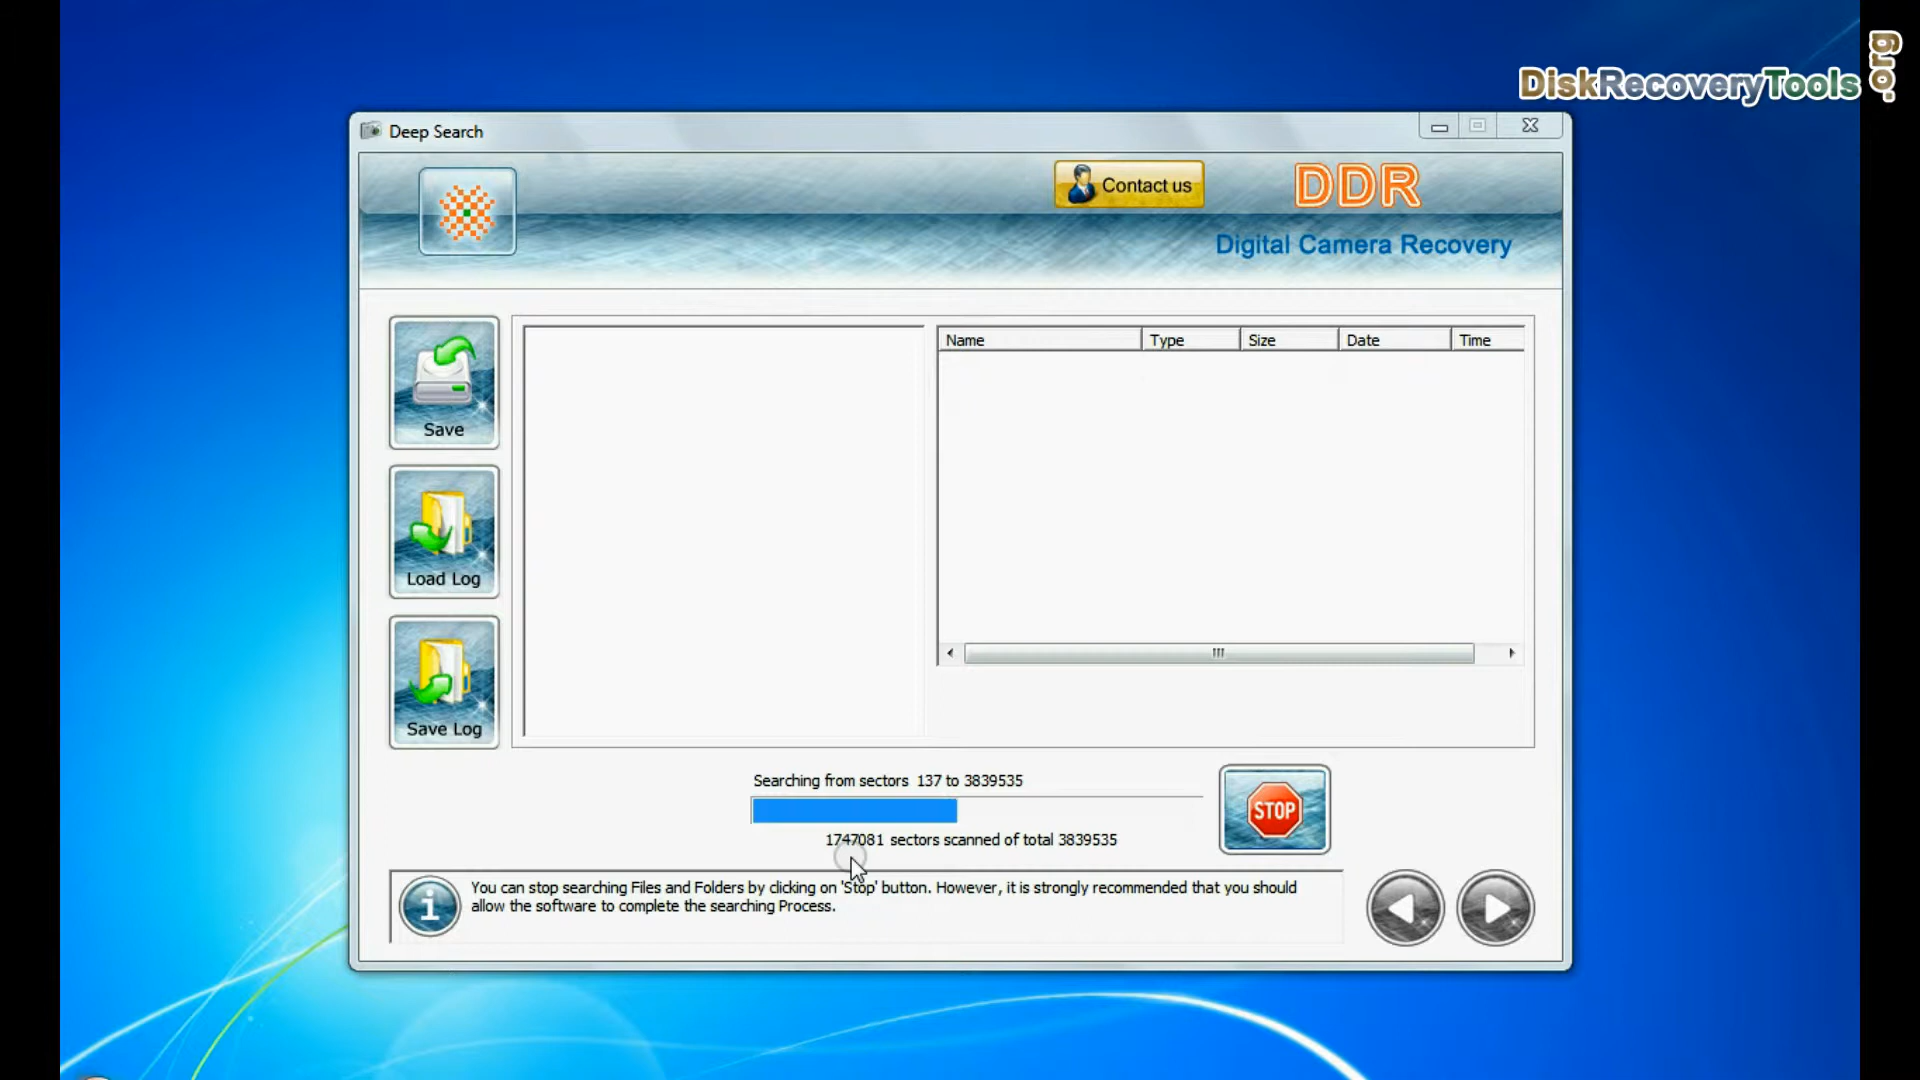 DiskRecoveryTools.org
Deep Search
Contact us
DDR
Digital Camera Recovery
Save
Load Log
Save Log
Name Type Size Date Time
Searching from sectors 137 to 3839535
1747081 sectors scanned of total 3839535
STOP
You can stop searching Files and Folders by clicking on 'Stop' button. However, it is strongly recommended that you should
allow the software to complete the searching Process.